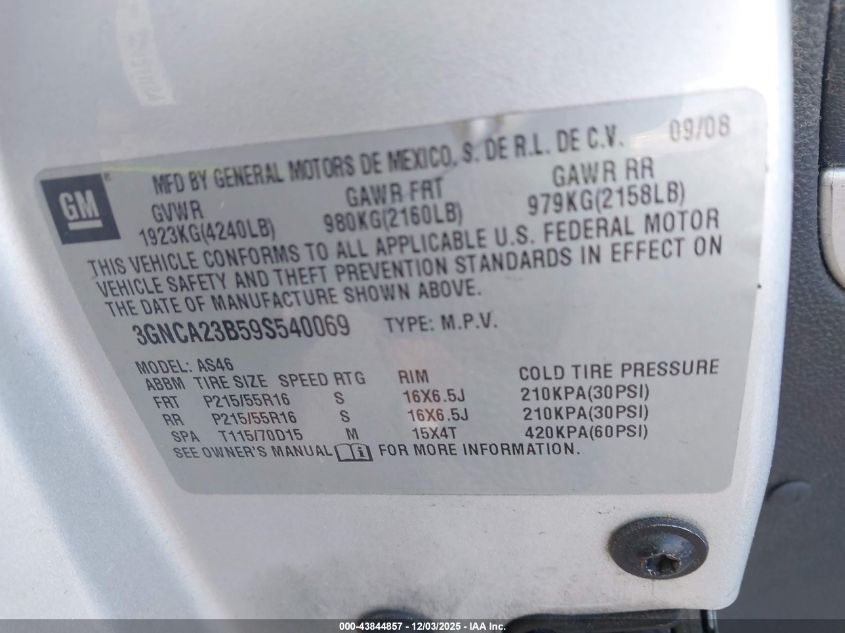 MFD BY GENERAL MOTORS DE MEXICO, S. DE R.L. DE C.V. 09/08
GM®
GVWR GAWR FRT GAWR RR
1923KG(4240LB) 980KG(2160LB) 979KG(2158LB)
THIS VEHICLE CONFORMS TO ALL APPLICABLE U.S. FEDERAL MOTOR
VEHICLE SAFETY AND THEFT PREVENTION STANDARDS IN EFFECT ON
THE DATE OF MANUFACTURE SHOWN ABOVE.
3GNCA23B59S540069 TYPE: M.P.V.
MODEL: AS46
ABBM TIRE SIZE SPEED RTG RIM COLD TIRE PRESSURE
FRT P215/55R16 S 16X6.5J 210KPA(30PSI)
RR P215/55R16 S 16X6.5J 210KPA(30PSI)
SPA T115/70D15 M 15X4T 420KPA(60PSI)
SEE OWNER'S MANUAL i FOR MORE INFORMATION.
000-43844857 - 12/03/2025 - IAA Inc.